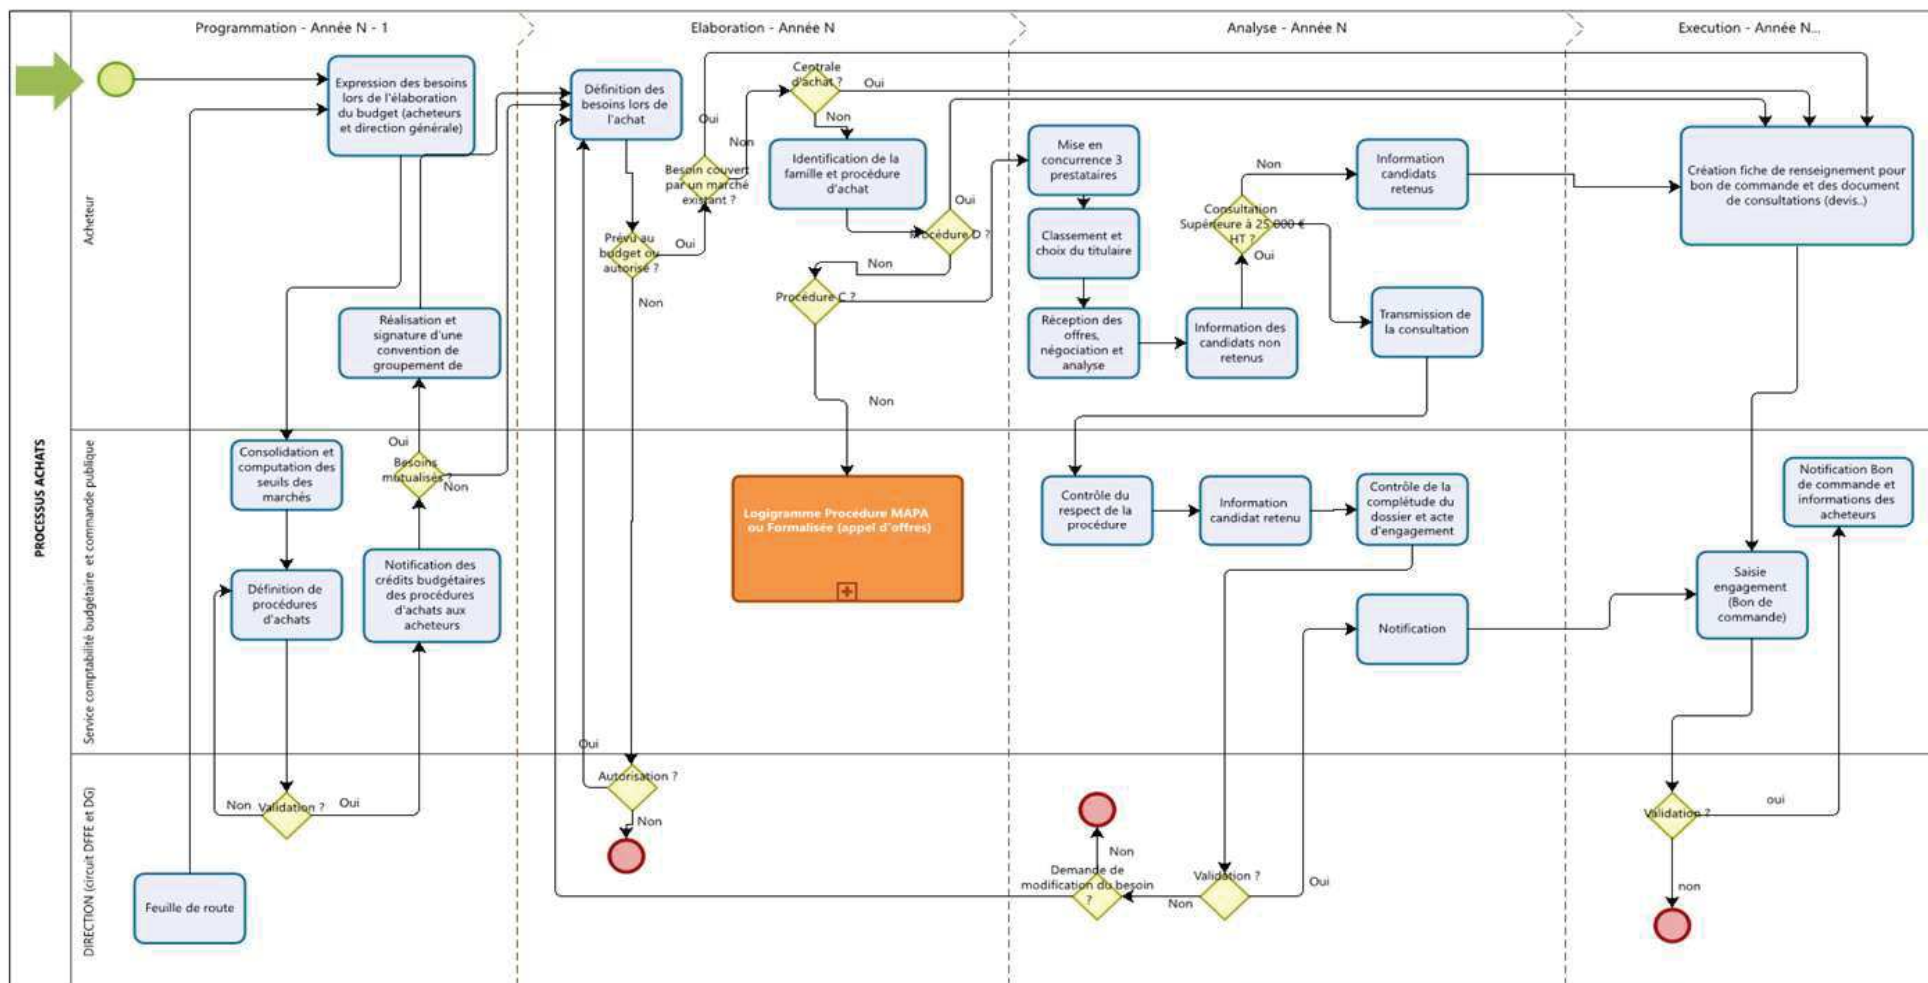 Programmation - Année N - 1
Elaboration - Année N
Analyse - Année N
Execution - Année N...
PROCESSUS ACHATS
Acheteur
Expression des besoins
lors de l'élaboration
du budget (acheteurs
et direction générale)
Réalisation et
signature d'une
convention de
groupement de
Définition des
besoins lors de
l'achat
Prévu au
budget ou
autorisé ?
Oui
Non
Besoin couvert
par un marché
existant ?
Oui
Non
Centrale
d'achat ?
Oui
Non
Identification de la
famille et procédure
d'achat
Procédure D ?
Oui
Non
Procédure C ?
Non
Mise en
concurrence 3
prestataires
Classement et
choix du titulaire
Réception des
offres,
négociation et
analyse
Information des
candidats non
retenus
Consultation
Supérieure à 25 000 €
HT ?
Non
Oui
Information
candidats
retenus
Transmission de
la consultation
Création fiche de renseignement pour
bon de commande et des document
de consultations (devis..)
Service comptabilité budgétaire et commande publique
Consolidation et
computation des
seuils des
marchés
Définition de
procédures
d'achats
Oui
Besoins
mutualisés ?
Non
Notification des
crédits budgétaires
des procédures
d'achats aux
acheteurs
Logigramme Procédure MAPA
ou Formalisée (appel d'offres)
Contrôle du
respect de la
procédure
Information
candidat retenu
Contrôle de la
complétude du
dossier et acte
d'engagement
Notification
Saisie
engagement
(Bon de
commande)
Notification Bon
de commande et
informations des
acheteurs
DIRECTION (circuit DFFE et DG)
Non
Validation ?
Oui
Feuille de route
Oui
Autorisation ?
Non
Non
Demande de
modification du besoin
?
Validation ?
Non
Oui
Validation ?
oui
non